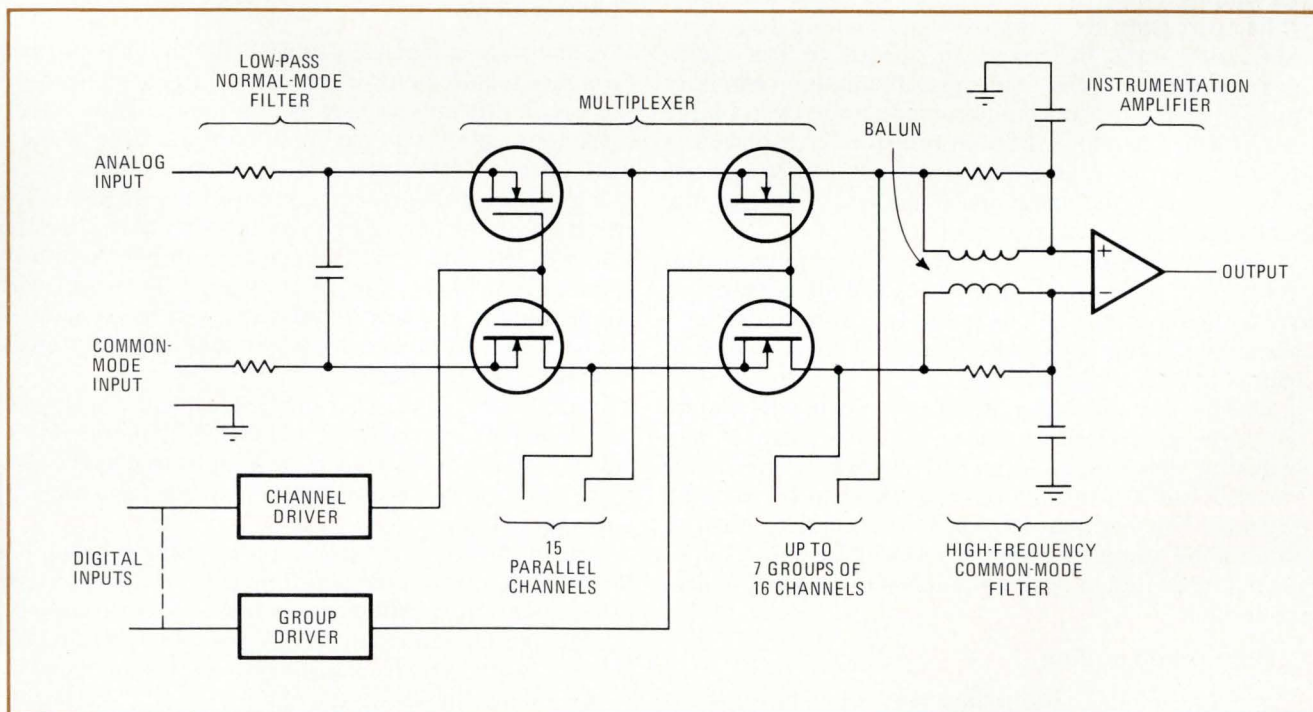 LOW-PASS
NORMAL-MODE
FILTER
MULTIPLEXER
INSTRUMENTATION
AMPLIFIER
BALUN
ANALOG
INPUT
+
−
OUTPUT
COMMON-
MODE
INPUT
CHANNEL
DRIVER
DIGITAL
INPUTS
GROUP
DRIVER
15
PARALLEL
CHANNELS
UP TO
7 GROUPS OF
16 CHANNELS
HIGH-FREQUENCY
COMMON-MODE
FILTER